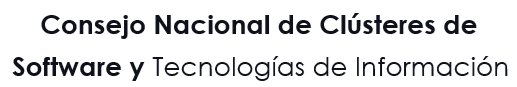 Consejo Nacional de Clústeres de
Software y Tecnologías de Información